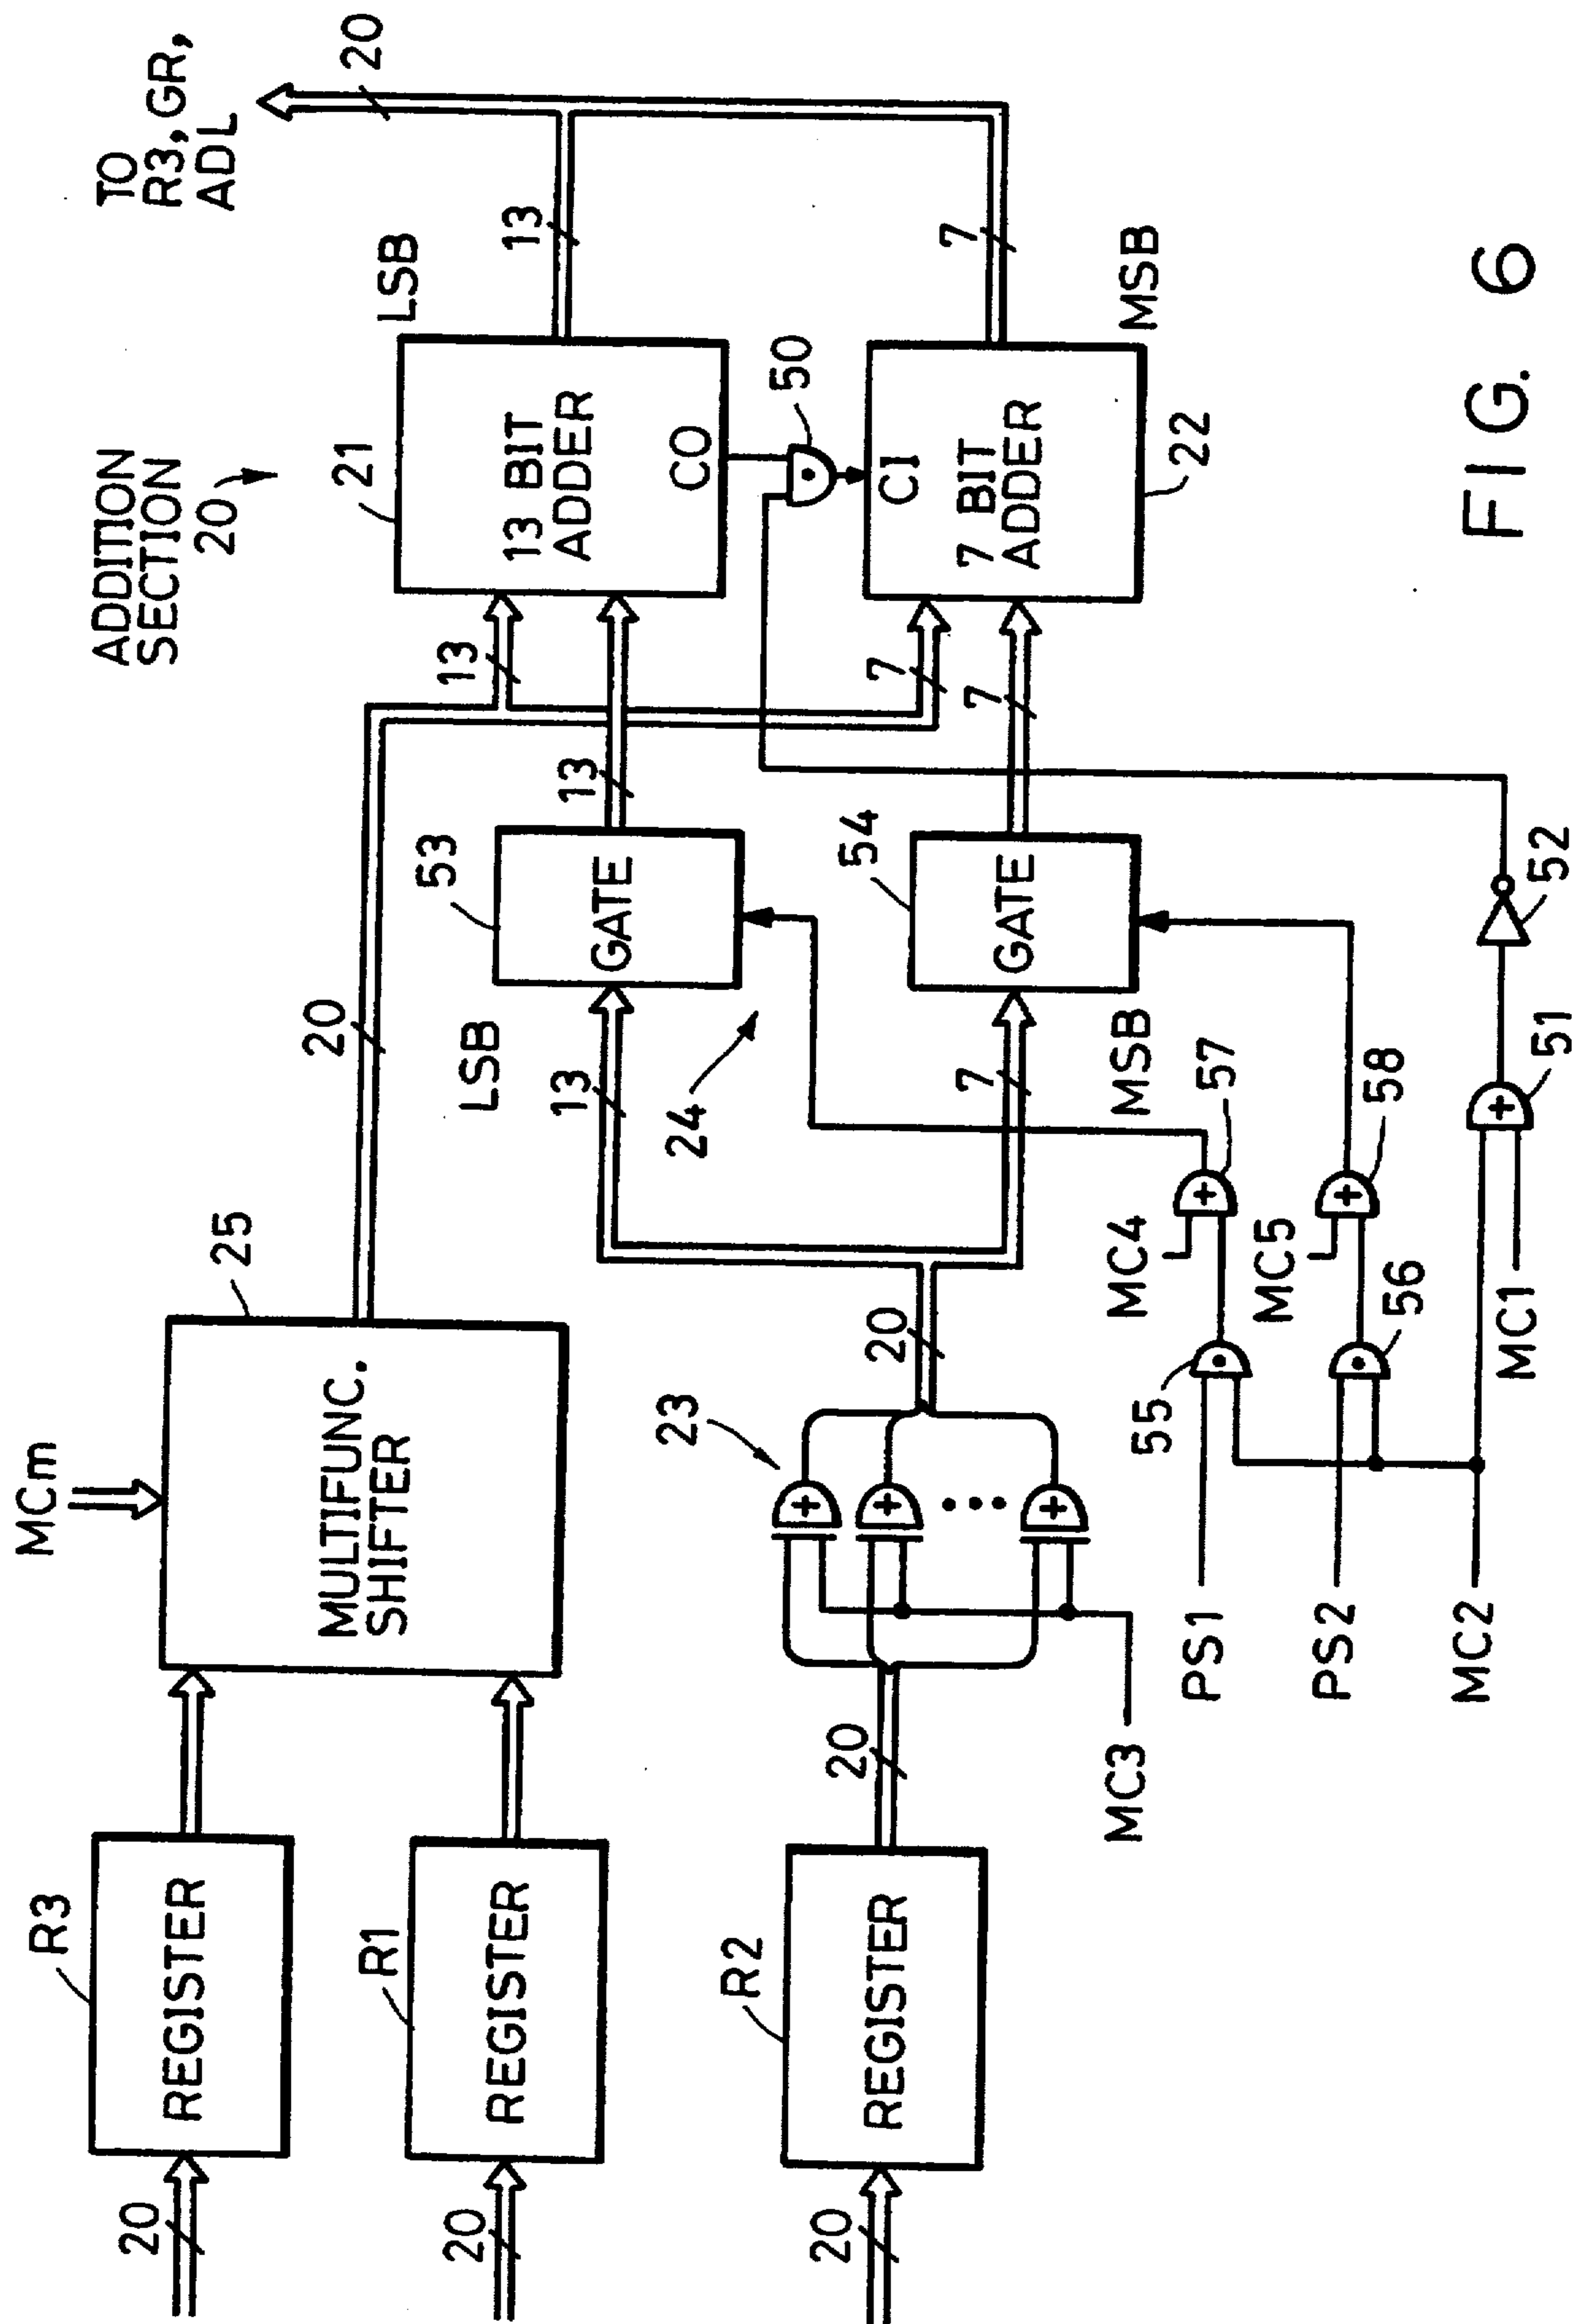 ADDITION
SECTION
20
TO
R3, GR,
ADL
20
MCm
R3
REGISTER
20
R1
REGISTER
20
25
MULTIFUNC.
SHIFTER
20
13
7
21
13 BIT
ADDER
CO
LSB
13
50
CI
7 BIT
ADDER
22
MSB
7
R2
REGISTER
20
20
23
20
MC3
LSB
13
53
GATE
13
24
7
MSB
54
GATE
7
PS1
55
MC4
57
PS2
56
MC5
58
MC2
MC1
51
52
FIG. 6